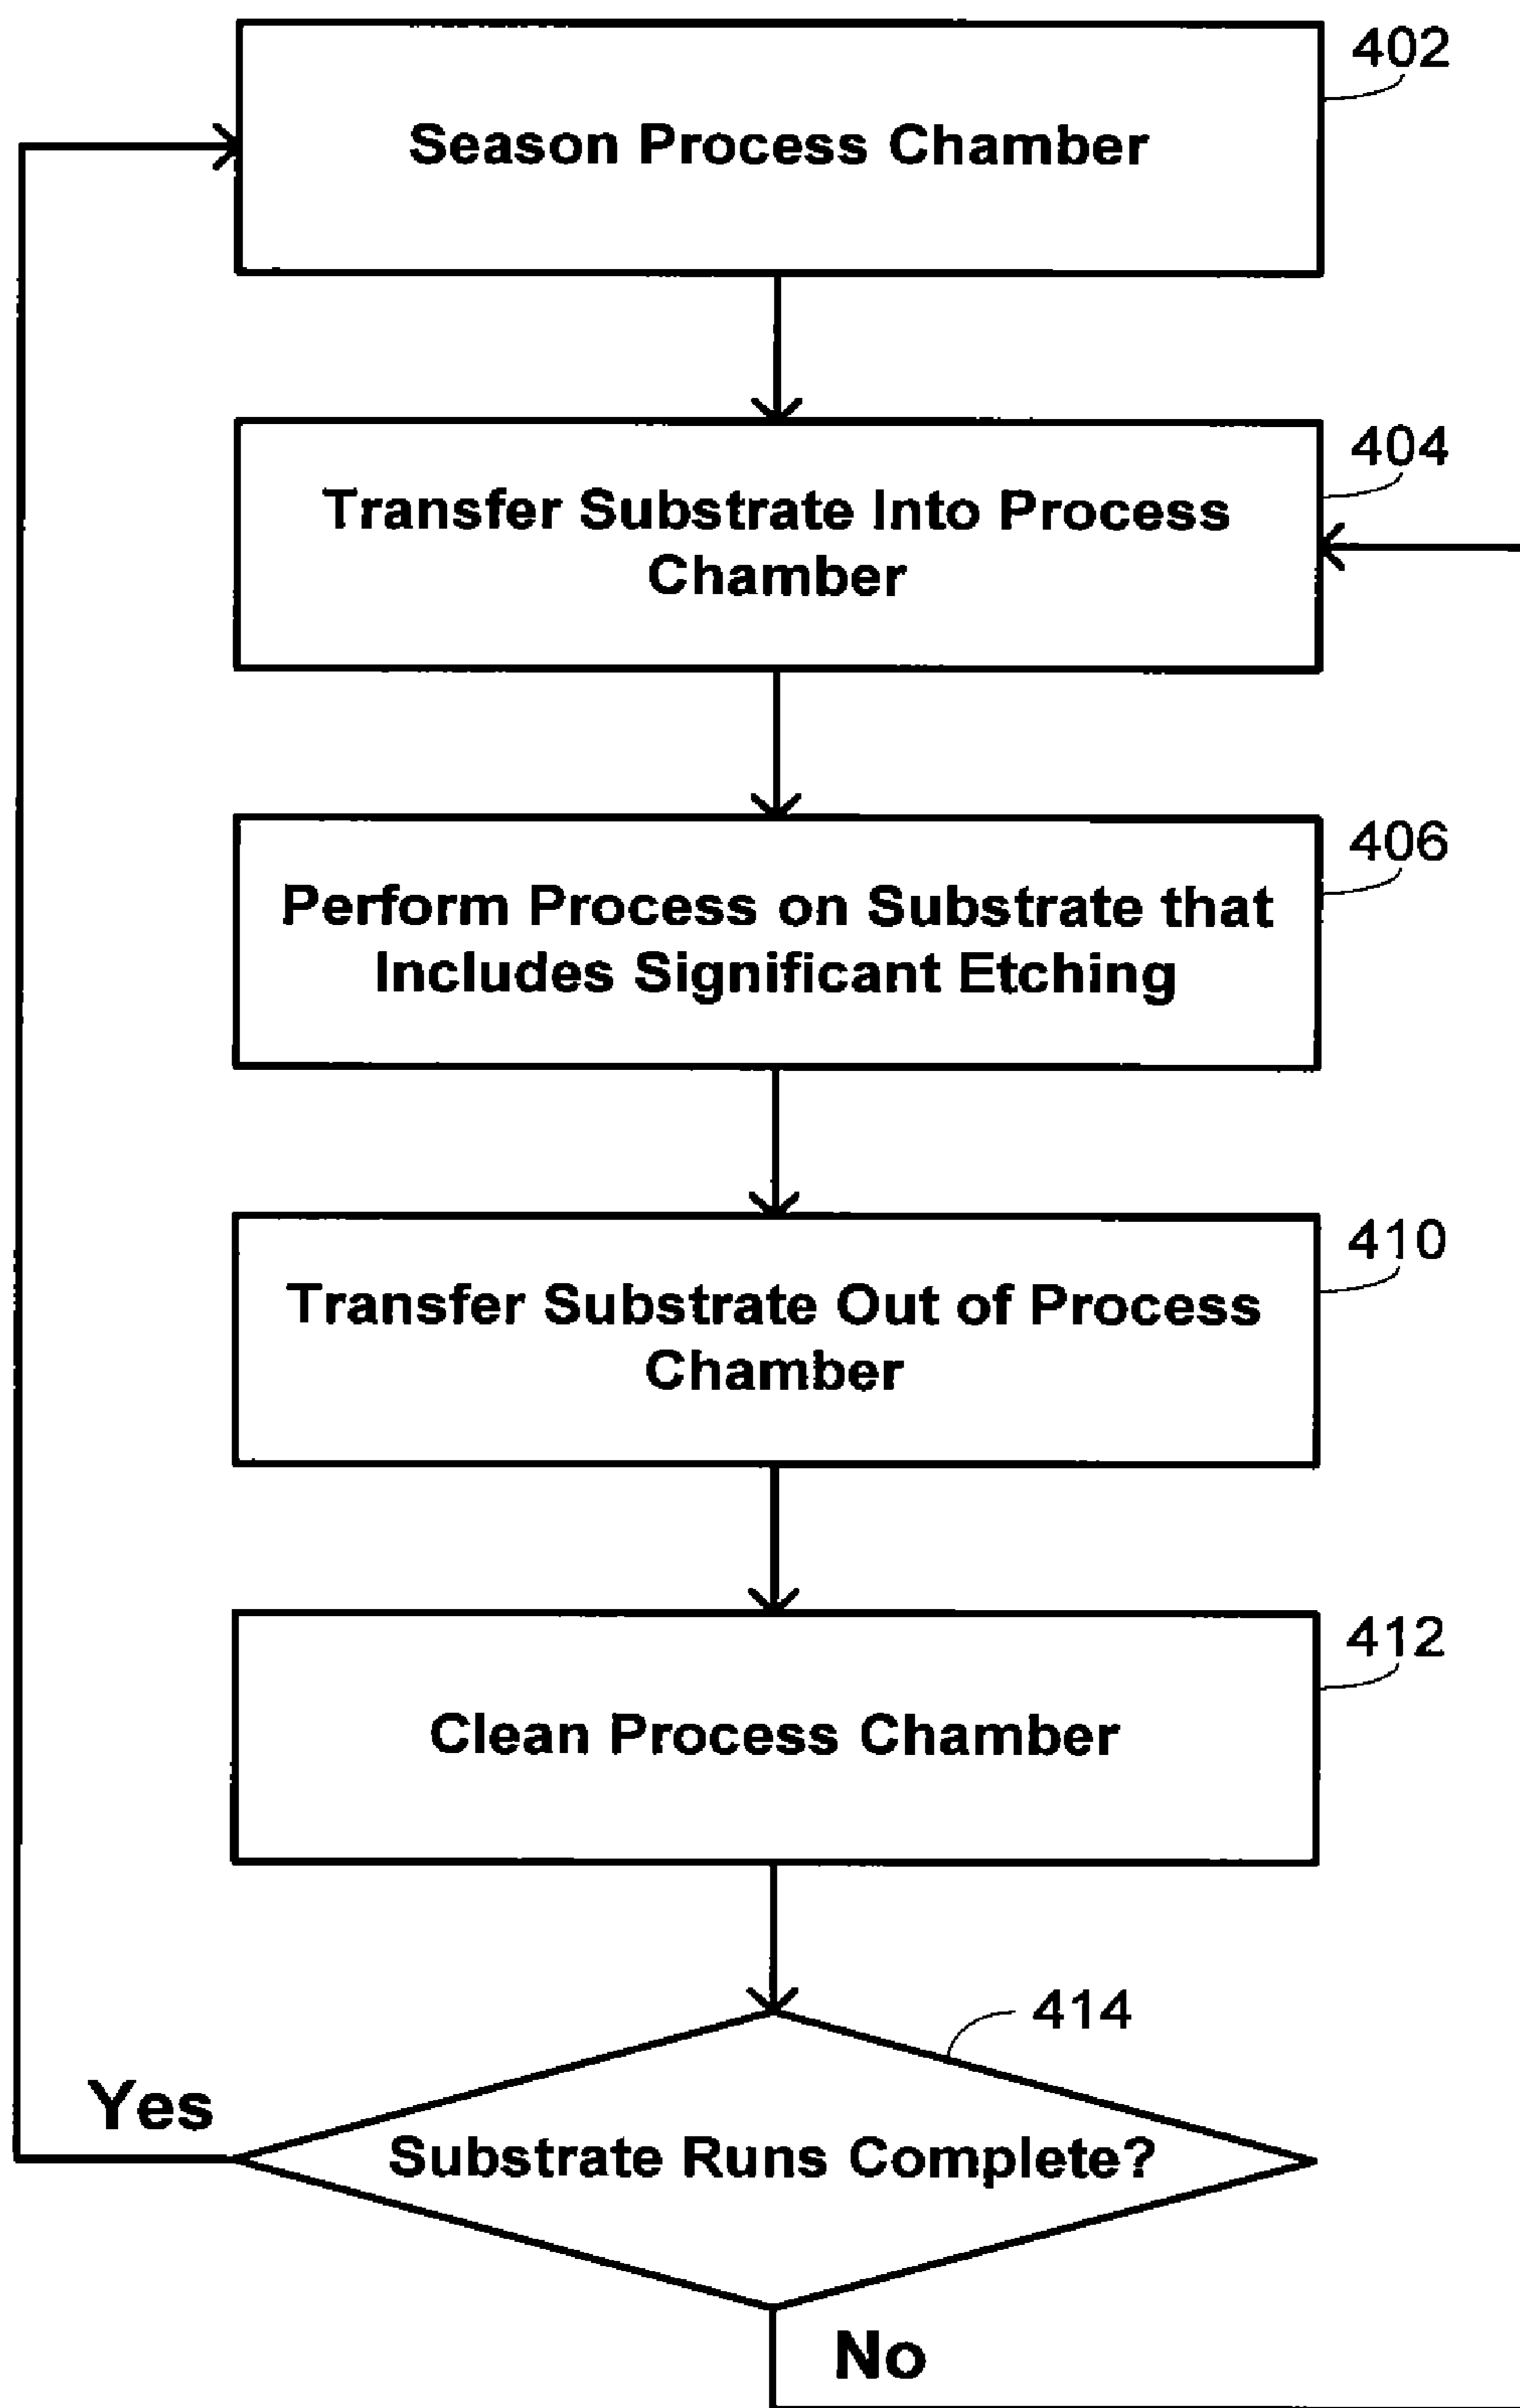 402
Season Process Chamber
404
Transfer Substrate Into Process
Chamber
406
Perform Process on Substrate that
Includes Significant Etching
410
Transfer Substrate Out of Process
Chamber
412
Clean Process Chamber
414
Yes
Substrate Runs Complete?
No